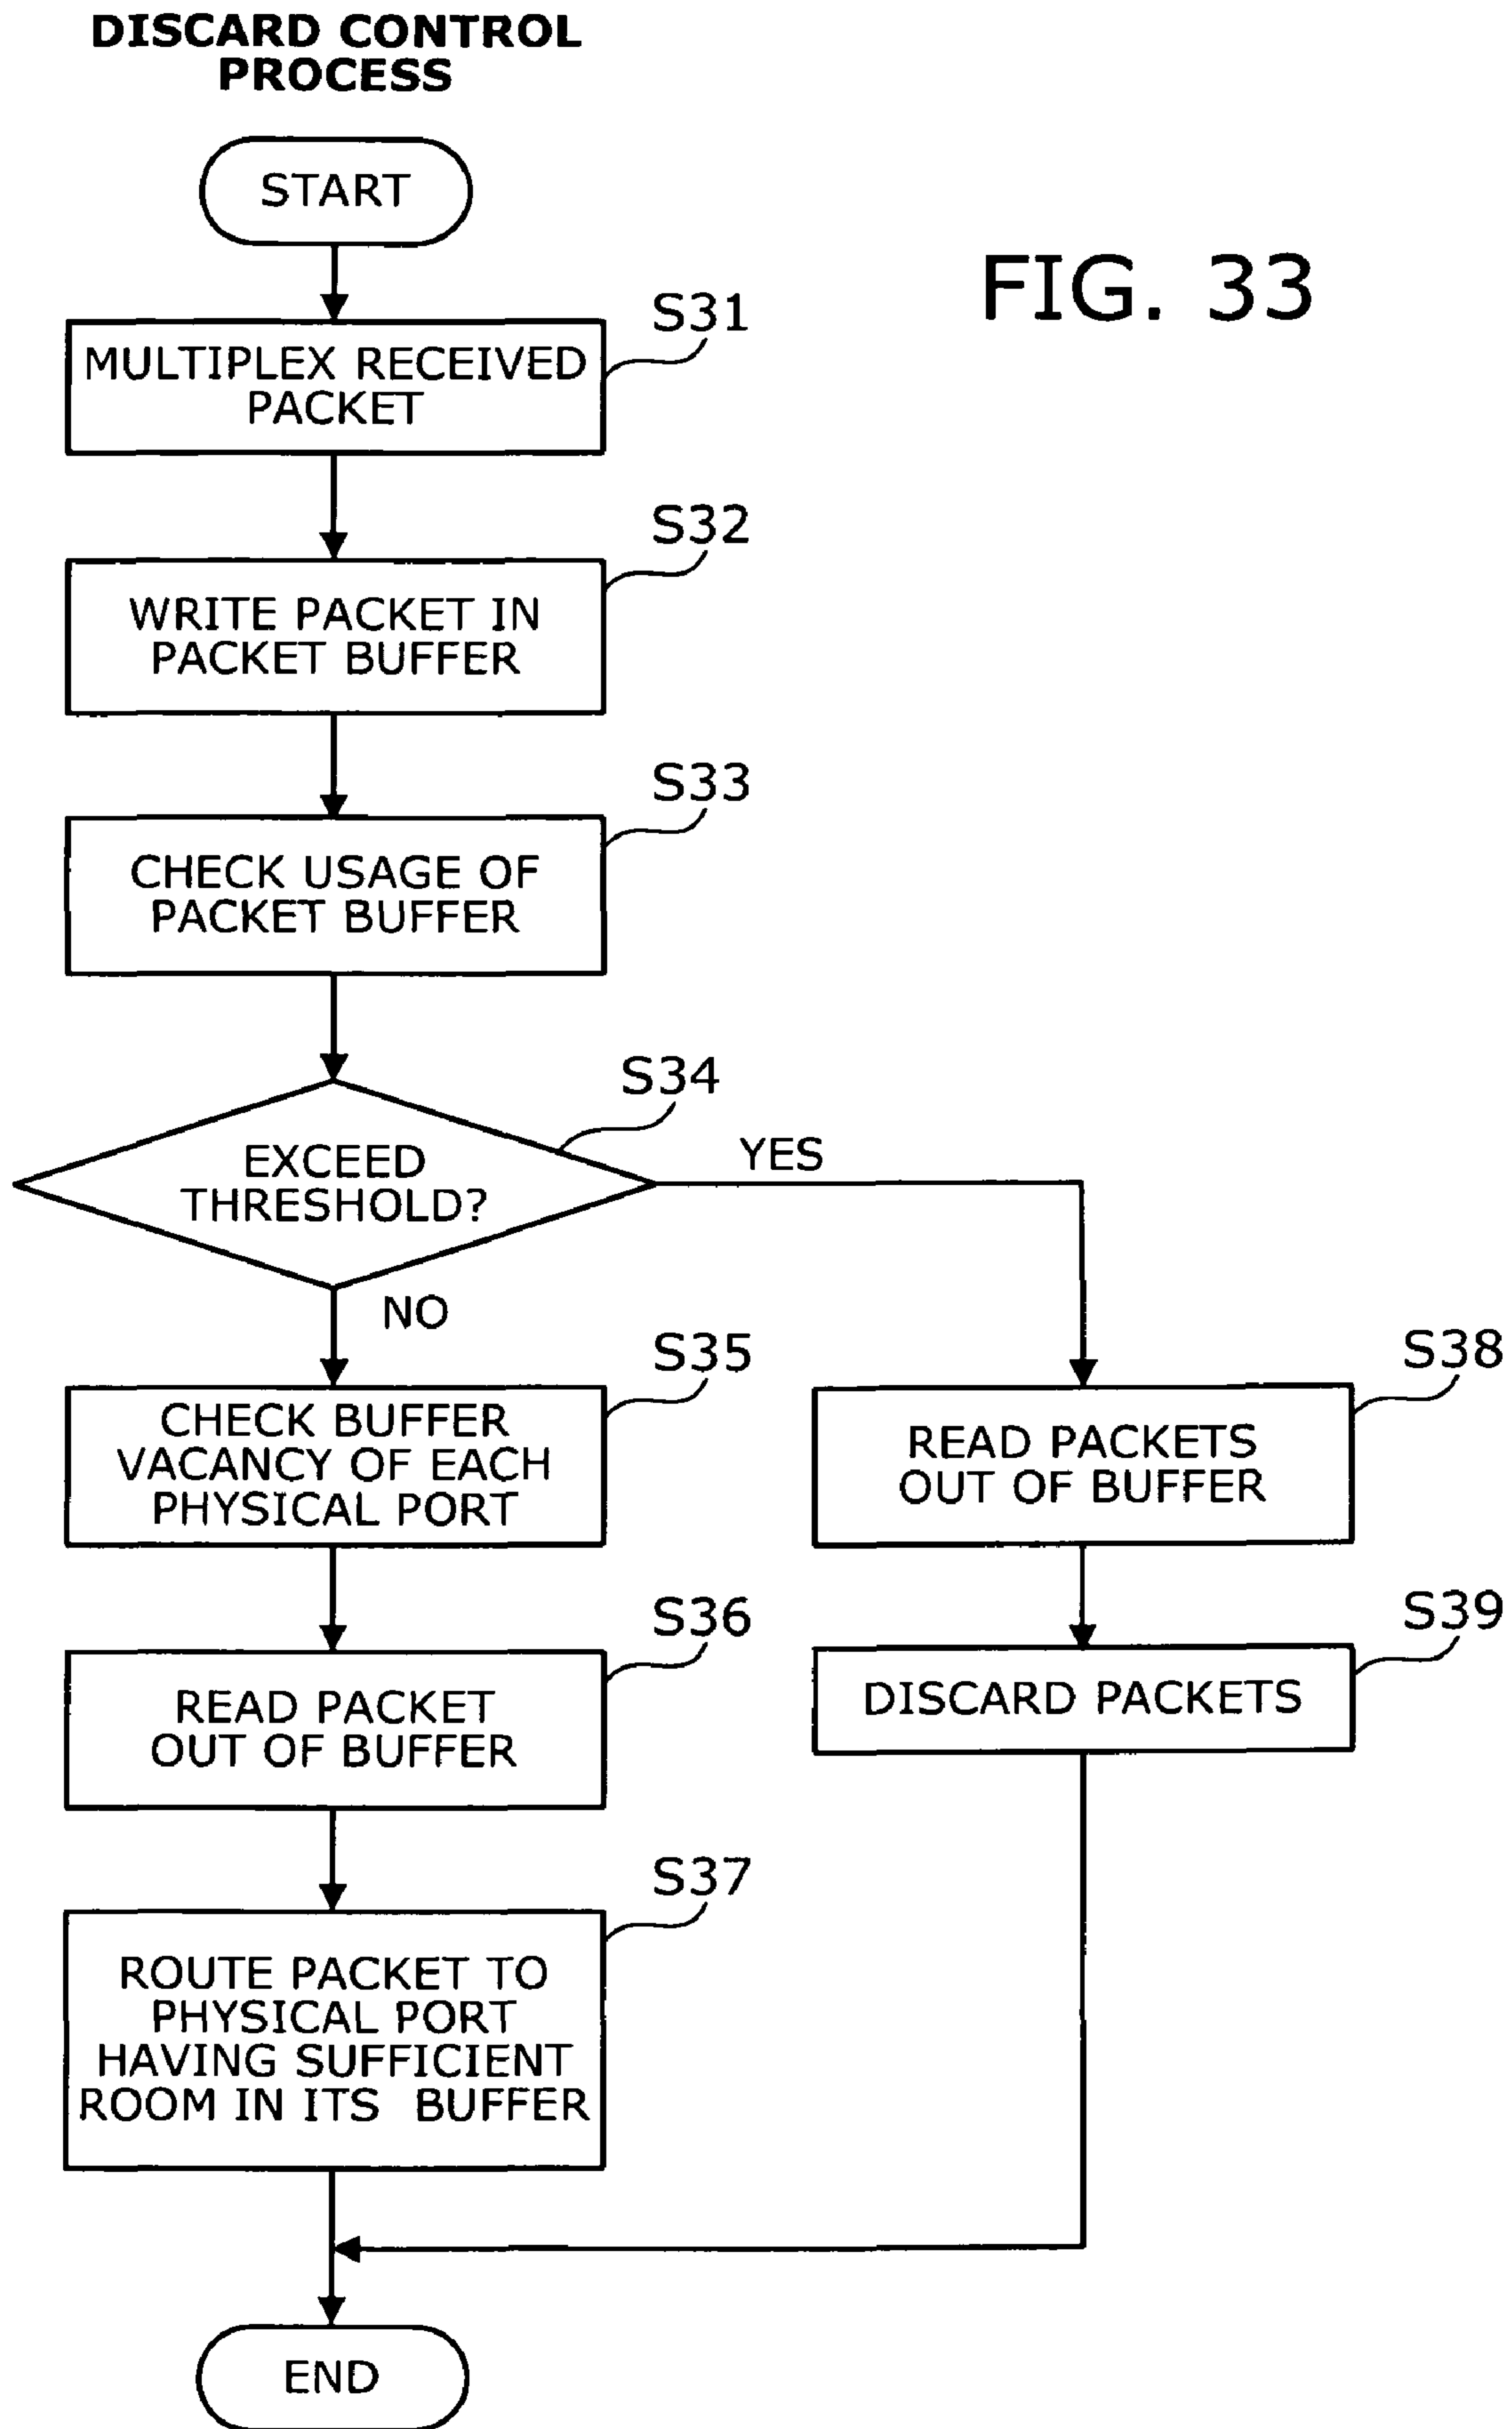 DISCARD CONTROL
PROCESS
START
FIG. 33
S31
MULTIPLEX RECEIVED
PACKET
S32
WRITE PACKET IN
PACKET BUFFER
S33
CHECK USAGE OF
PACKET BUFFER
S34
EXCEED
THRESHOLD?
YES
NO
S35
CHECK BUFFER
VACANCY OF EACH
PHYSICAL PORT
S38
READ PACKETS
OUT OF BUFFER
S36
READ PACKET
OUT OF BUFFER
S39
DISCARD PACKETS
S37
ROUTE PACKET TO
PHYSICAL PORT
HAVING SUFFICIENT
ROOM IN ITS BUFFER
END